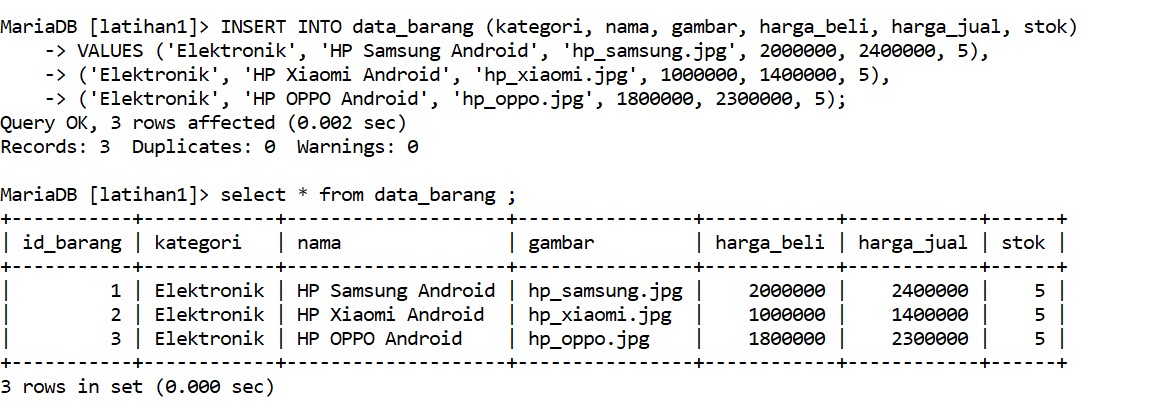 MariaDB [latihan1]> INSERT INTO data_barang (kategori, nama, gambar, harga_beli, harga_jual, stok)
    -> VALUES ('Elektronik', 'HP Samsung Android', 'hp_samsung.jpg', 2000000, 2400000, 5),
    -> ('Elektronik', 'HP Xiaomi Android', 'hp_xiaomi.jpg', 1000000, 1400000, 5),
    -> ('Elektronik', 'HP OPPO Android', 'hp_oppo.jpg', 1800000, 2300000, 5);
Query OK, 3 rows affected (0.002 sec)
Records: 3  Duplicates: 0  Warnings: 0

MariaDB [latihan1]> select * from data_barang ;
+-----------+------------+--------------------+----------------+------------+------------+------+
| id_barang | kategori   | nama               | gambar         | harga_beli | harga_jual | stok |
+-----------+------------+--------------------+----------------+------------+------------+------+
|         1 | Elektronik | HP Samsung Android | hp_samsung.jpg |    2000000 |    2400000 |    5 |
|         2 | Elektronik | HP Xiaomi Android  | hp_xiaomi.jpg  |    1000000 |    1400000 |    5 |
|         3 | Elektronik | HP OPPO Android    | hp_oppo.jpg    |    1800000 |    2300000 |    5 |
+-----------+------------+--------------------+----------------+------------+------------+------+
3 rows in set (0.000 sec)